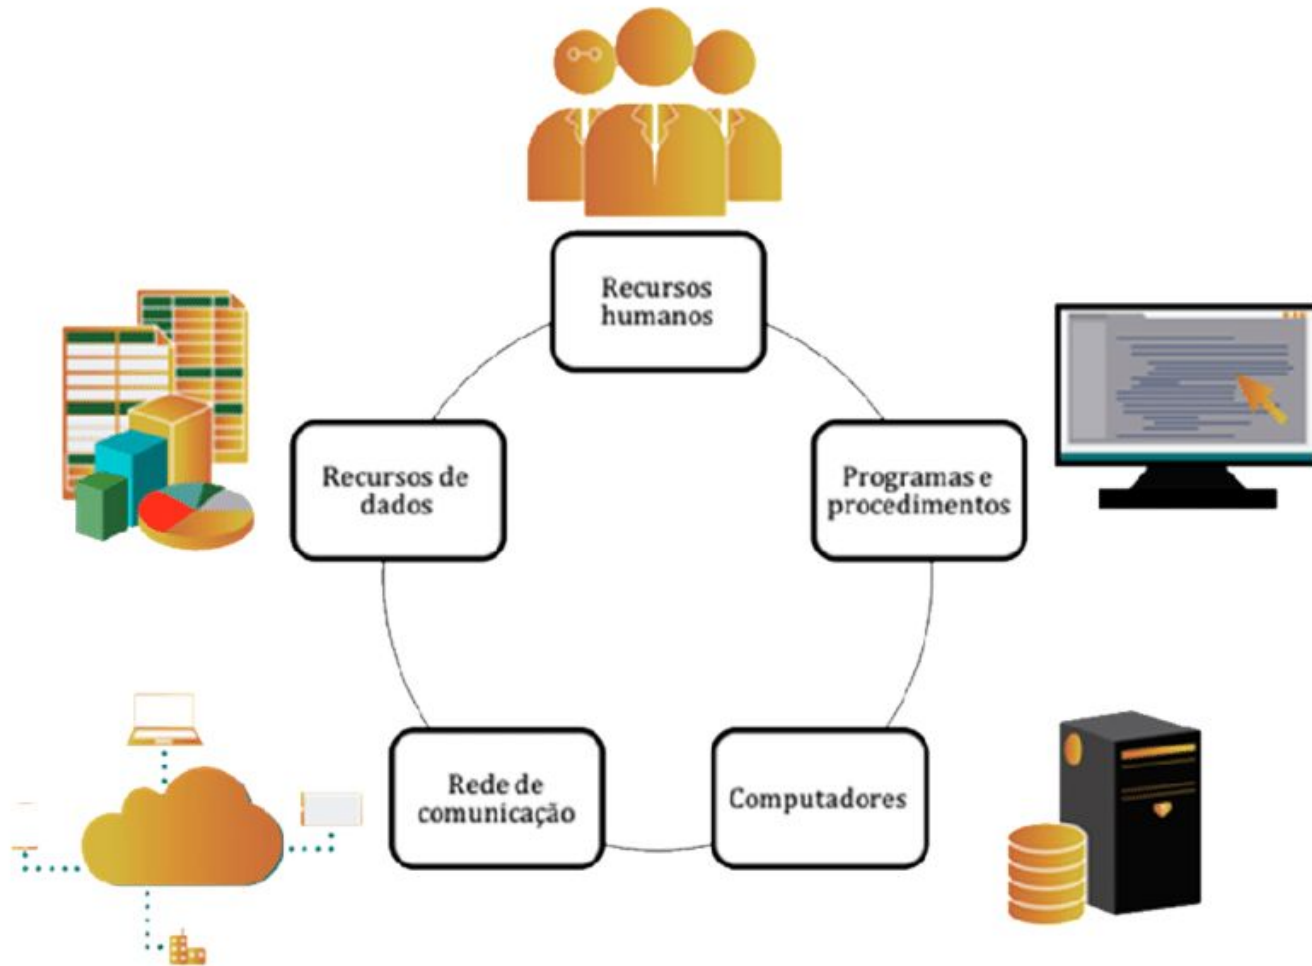 Recursos
humanos
Recursos de
dados
Programas e
procedimentos
Rede de
comunicação
Computadores